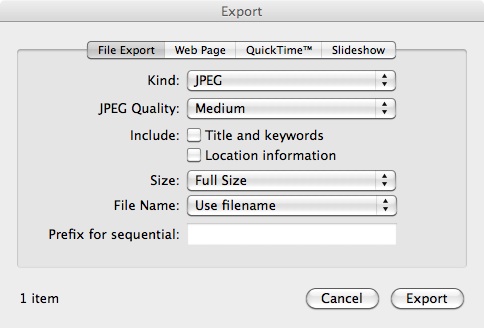 Export
File Export Web Page QuickTime™ Slideshow
Kind: JPEG
JPEG Quality: Medium
Include: Title and keywords
Location information
Size: Full Size
File Name: Use filename
Prefix for sequential:
1 item Cancel Export